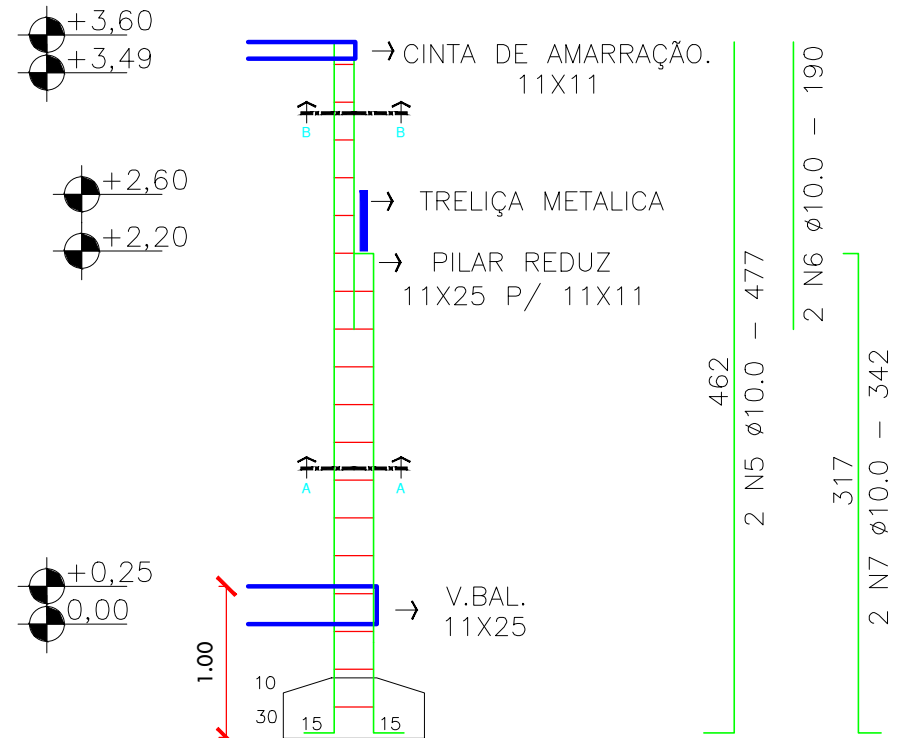 +3,60
+3,49
CINTA DE AMARRAÇÃO.
11X11
B
B
+2,60
TRELIÇA METALICA
+2,20
PILAR REDUZ
11X25 P/ 11X11
A
A
+0,25
0,00
V.BAL.
11X25
1.00
10
30
15
15
462
2 N5 ø10.0 – 477
2 N6 ø10.0 – 190
317
2 N7 ø10.0 – 342